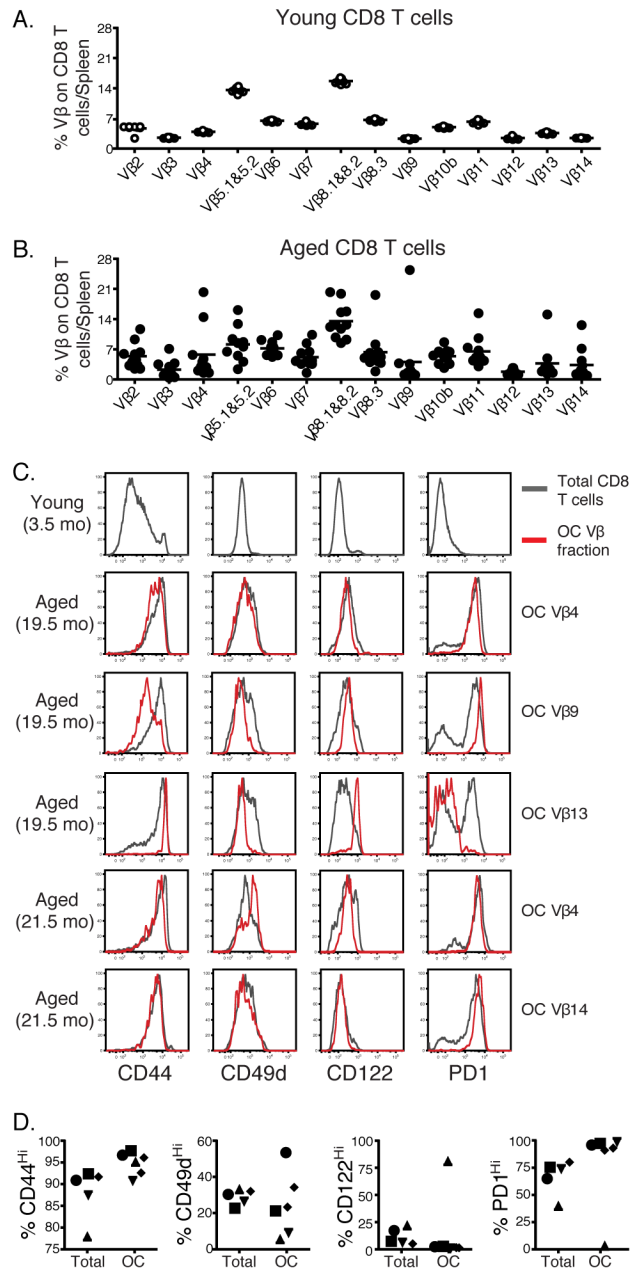 A.
Young CD8 T cells
% Vβ on CD8 T
cells/Spleen
28
21
14
7
0
Vβ2 Vβ3 Vβ4 Vβ5.1&5.2 Vβ6 Vβ7 Vβ8.1&8.2 Vβ8.3 Vβ9 Vβ10b Vβ11 Vβ12 Vβ13 Vβ14
B.
Aged CD8 T cells
% Vβ on CD8 T
cells/Spleen
28
21
14
7
0
Vβ2 Vβ3 Vβ4 vβ5.1&5.2 Vβ6 Vβ7 vβ8.1&8.2 Vβ8.3 Vβ9 Vβ10b Vβ11 Vβ12 Vβ13 Vβ14
C.
Young
(3.5 mo)
Total CD8
T cells
OC Vβ
fraction
Aged
(19.5 mo)
OC Vβ4
Aged
(19.5 mo)
OC Vβ9
Aged
(19.5 mo)
OC Vβ13
Aged
(21.5 mo)
OC Vβ4
Aged
(21.5 mo)
OC Vβ14
CD44 CD49d CD122 PD1
D.
% CD44Hi
100
95
90
85
80
75
Total OC
% CD49dHi
60
40
20
0
Total OC
% CD122Hi
100
75
50
25
0
Total OC
% PD1Hi
100
75
50
25
0
Total OC